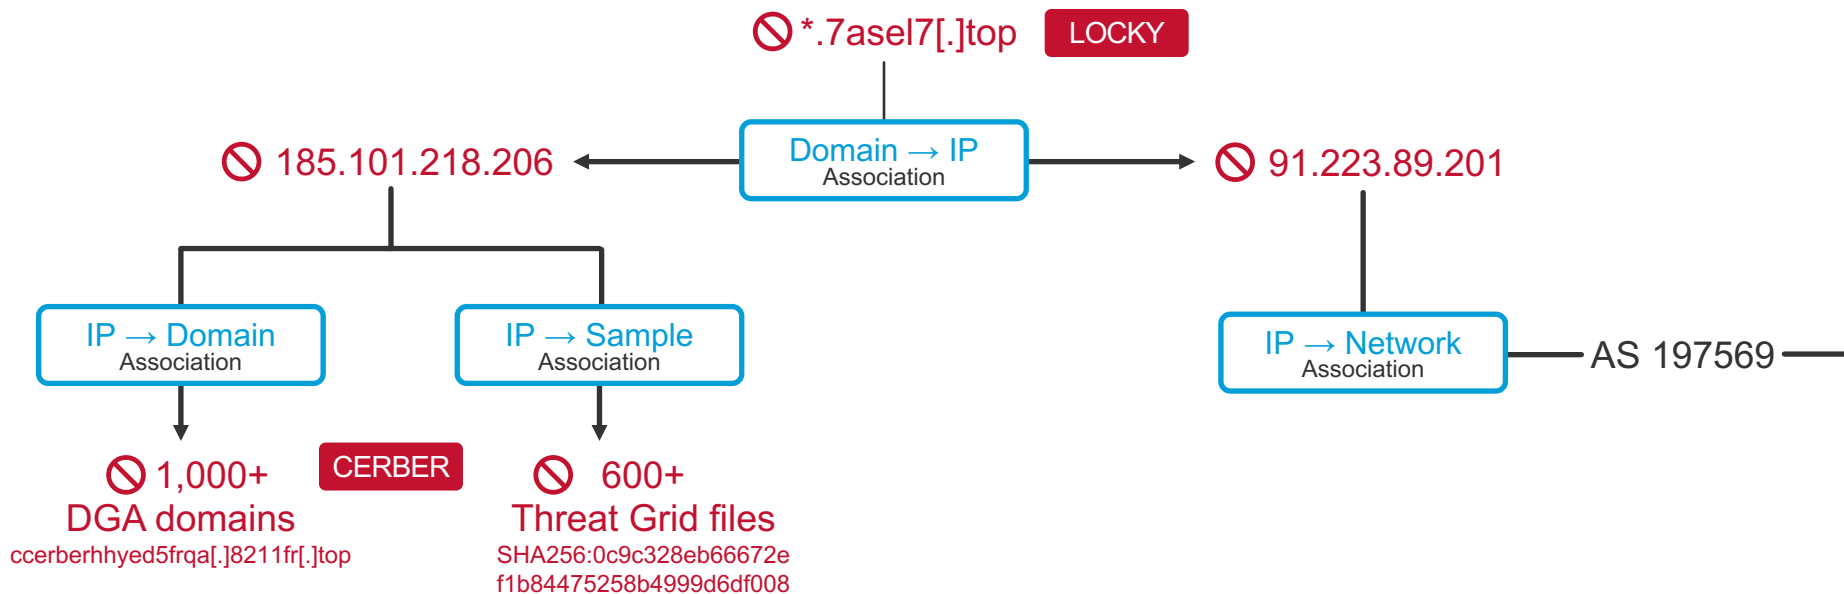 *.7asel7[.]top
LOCKY
Domain → IP
Association
185.101.218.206
91.223.89.201
IP → Domain
Association
IP → Sample
Association
IP → Network
Association
AS 197569
1,000+
DGA domains
ccerberhhyed5frqa[.]8211fr[.]top
CERBER
600+
Threat Grid files
SHA256:0c9c328eb66672e
f1b84475258b4999d6df008